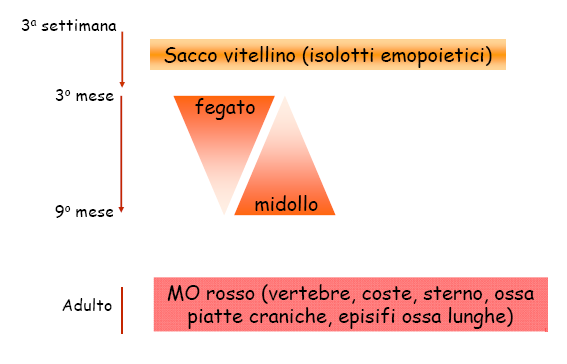 3ª settimana
Sacco vitellino (isolotti emopoietici)
3º mese
fegato
midollo
9º mese
Adulto
MO rosso (vertebre, coste, sterno, ossa
piatte craniche, episifi ossa lunghe)